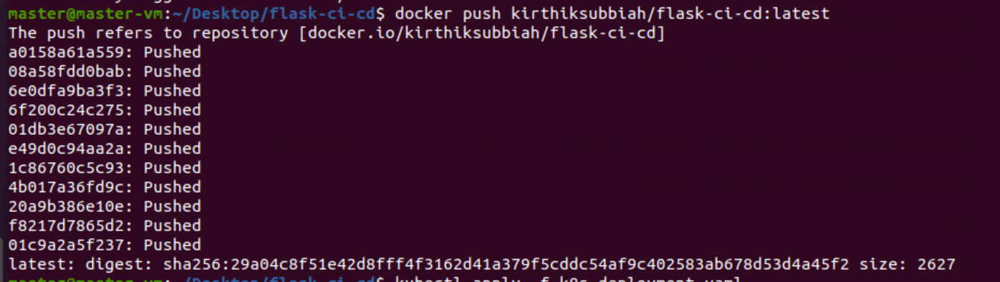 master@master-vm:~/Desktop/flask-ci-cd$ docker push kirthiksubbiah/flask-ci-cd:latest
The push refers to repository [docker.io/kirthiksubbiah/flask-ci-cd]
a0158a61a559: Pushed
08a58fdd0bab: Pushed
6e0dfa9ba3f3: Pushed
6f200c24c275: Pushed
01db3e67097a: Pushed
e49d0c94aa2a: Pushed
1c86760c5c93: Pushed
4b017a36fd9c: Pushed
20a9b386e10e: Pushed
f8217d7865d2: Pushed
01c9a2a5f237: Pushed
latest: digest: sha256:29a04c8f51e42d8fff4f3162d41a379f5cddc54af9c402583ab678d53d4a45f2 size: 2627
master@master-vm:~/Desktop/flask-ci-cd$ kubectl apply -f k8s-deployment.yaml